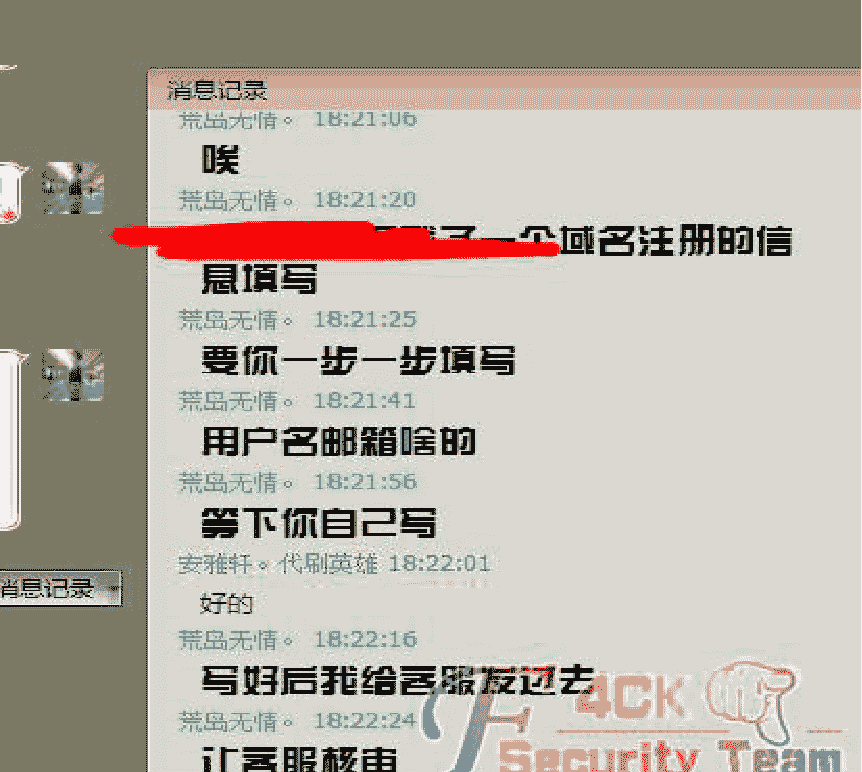 消息记录
荒岛无情。 18:21:06
唉
荒岛无情。 18:21:20
了一个域名注册的信
息填写
荒岛无情。 18:21:25
要你一步一步填写
荒岛无情。 18:21:41
用户名邮箱啥的
荒岛无情。 18:21:56
等下你自己写
安雅轩。代刷英雄 18:22:01
好的
消息记录
荒岛无情。 18:22:16
写好后我给客服发过去
荒岛无情。 18:22:24
让客服核审
F4CK
Security Team